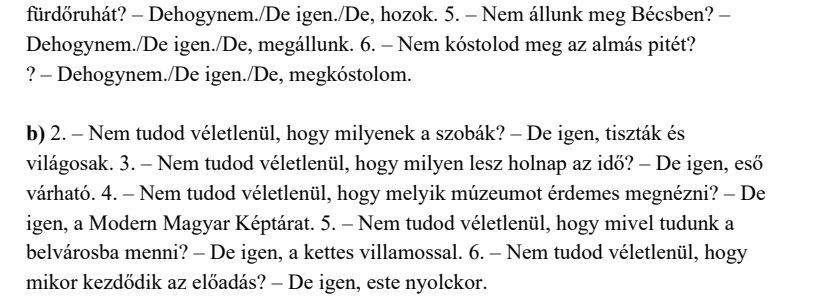 fürdőruhát? – Dehogynem./De igen./De, hozok. 5. – Nem állunk meg Bécsben? –
Dehogynem./De igen./De, megállunk. 6. – Nem kóstolod meg az almás pitét?
? – Dehogynem./De igen./De, megkóstolom.
b) 2. – Nem tudod véletlenül, hogy milyenek a szobák? – De igen, tiszták és
világosak. 3. – Nem tudod véletlenül, hogy milyen lesz holnap az idő? – De igen, eső
várható. 4. – Nem tudod véletlenül, hogy melyik múzeumot érdemes megnézni? – De
igen, a Modern Magyar Képtárat. 5. – Nem tudod véletlenül, hogy mivel tudunk a
belvárosba menni? – De igen, a kettes villamossal. 6. – Nem tudod véletlenül, hogy
mikor kezdődik az előadás? – De igen, este nyolckor.